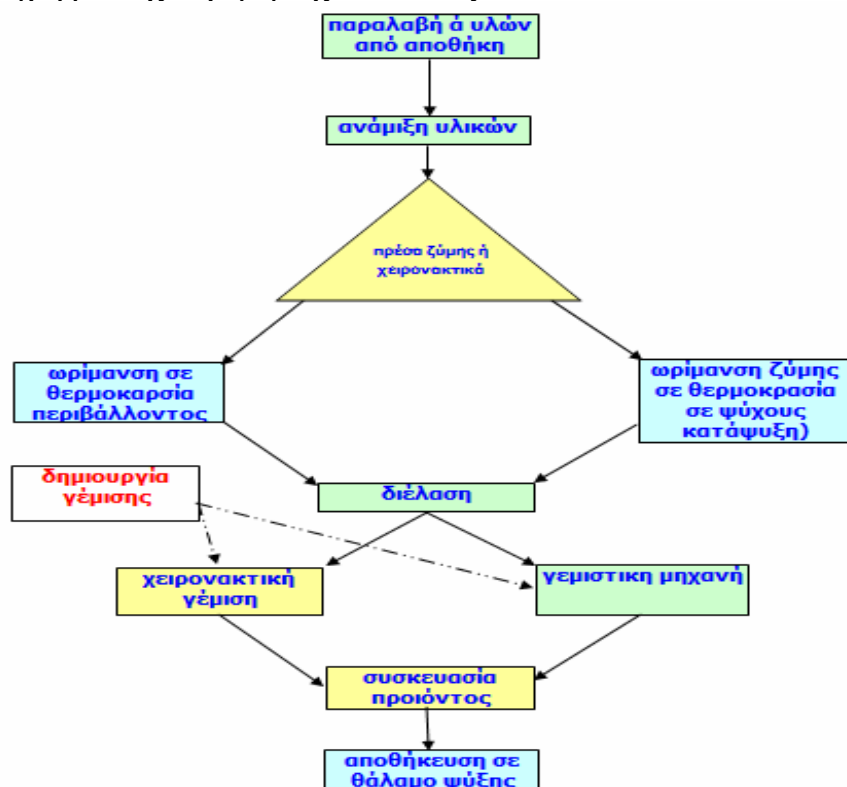 παραλαβή ά υλών
από αποθήκη
ανάμιξη υλικών
πρέσα ζύμης ή
χειρονακτικά
ωρίμανση σε
θερμοκαρσία
περιβάλλοντος
ωρίμανση ζύμης
σε θερμοκρασία
σε ψύχους
κατάψυξη)
δημιουργία
γέμισης
διέλαση
χειρονακτική
γέμιση
γεμιστικη μηχανή
συσκευασία
προιόντος
αποθήκευση σε
θάλαμο ψύξης